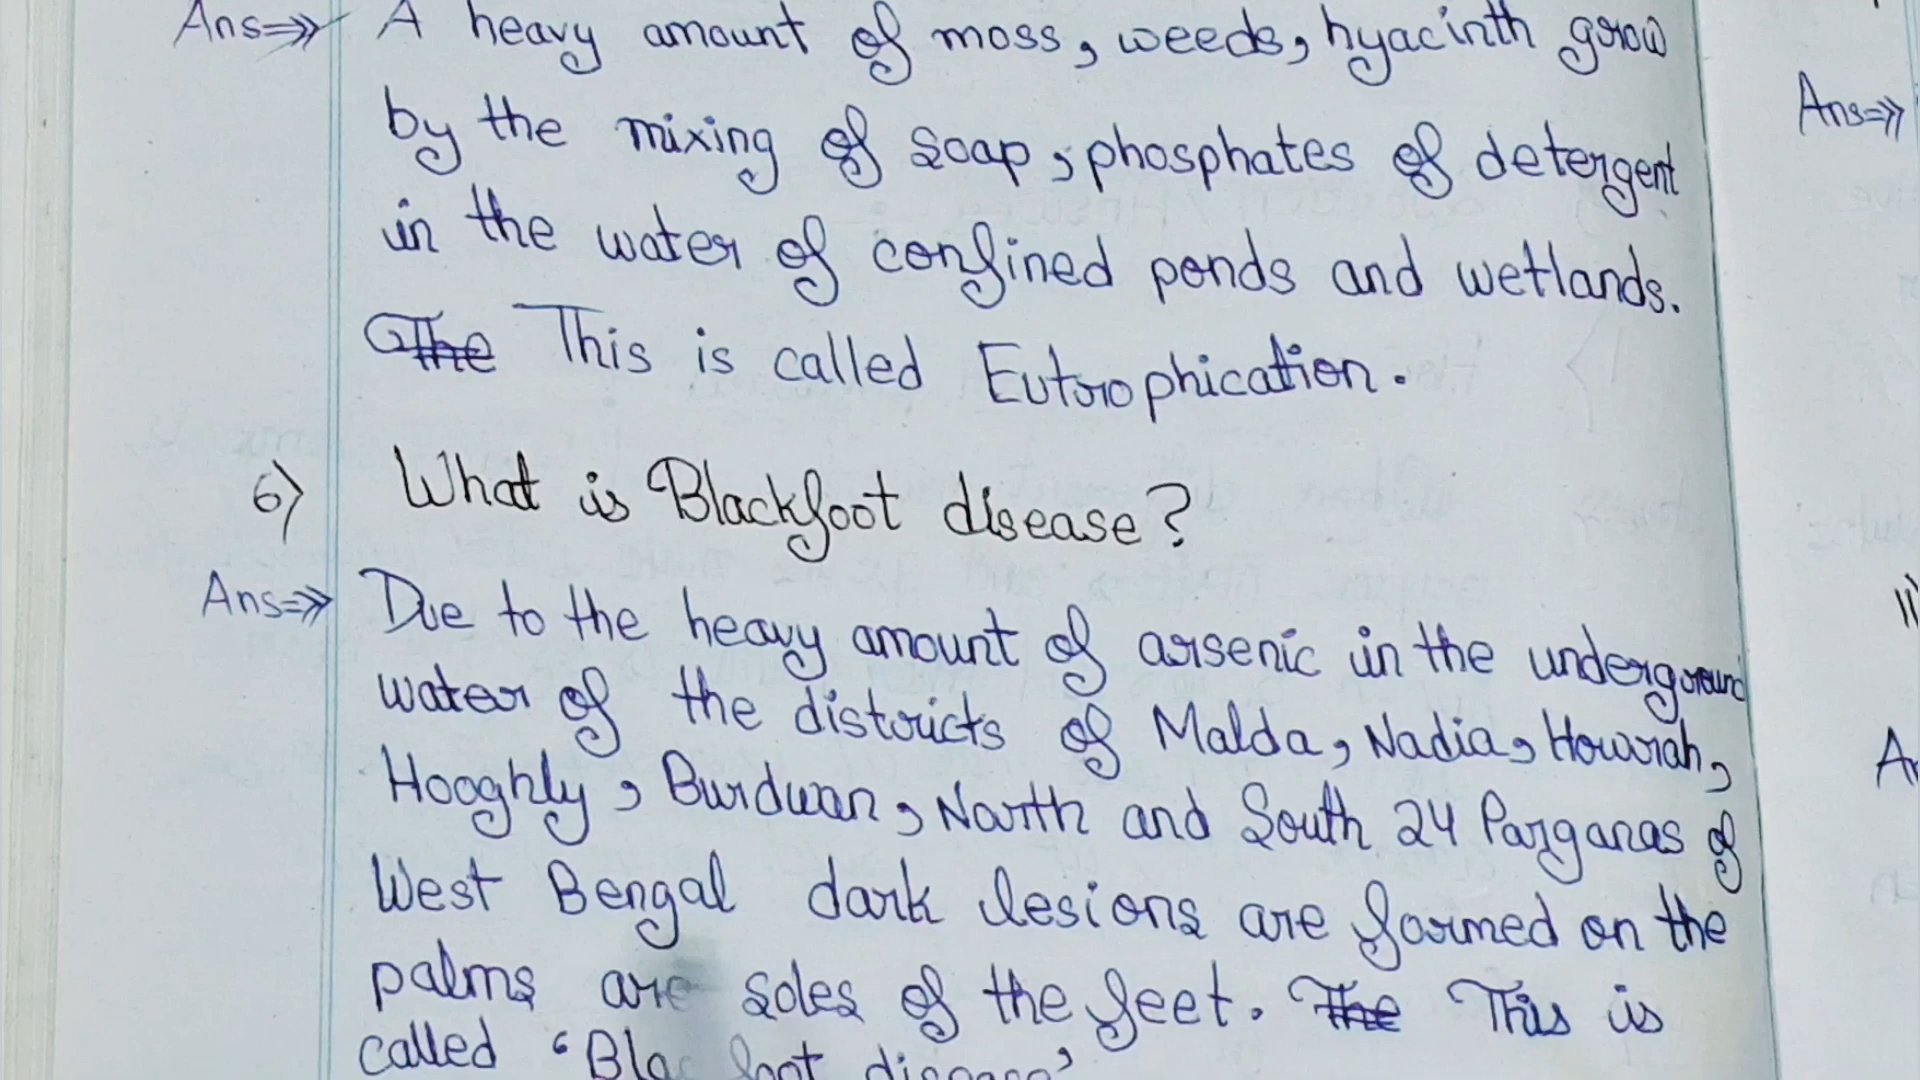 Ans⇒ A heavy amount of moss, weeds, hyacinth grow
by the mixing of soap, phosphates of detergent
in the water of confined ponds and wetlands.
The This is called Eutrophication.
6) What is Blackfoot disease?
Ans⇒ Due to the heavy amount of arsenic in the underground
water of the districts of Malda, Nadia, Howrah,
Hooghly, Burdwan, North and South 24 Parganas of
West Bengal dark lesions are formed on the
palms are soles of the feet. The This is
called 'Blackfoot disease'
Ans⇒
11)